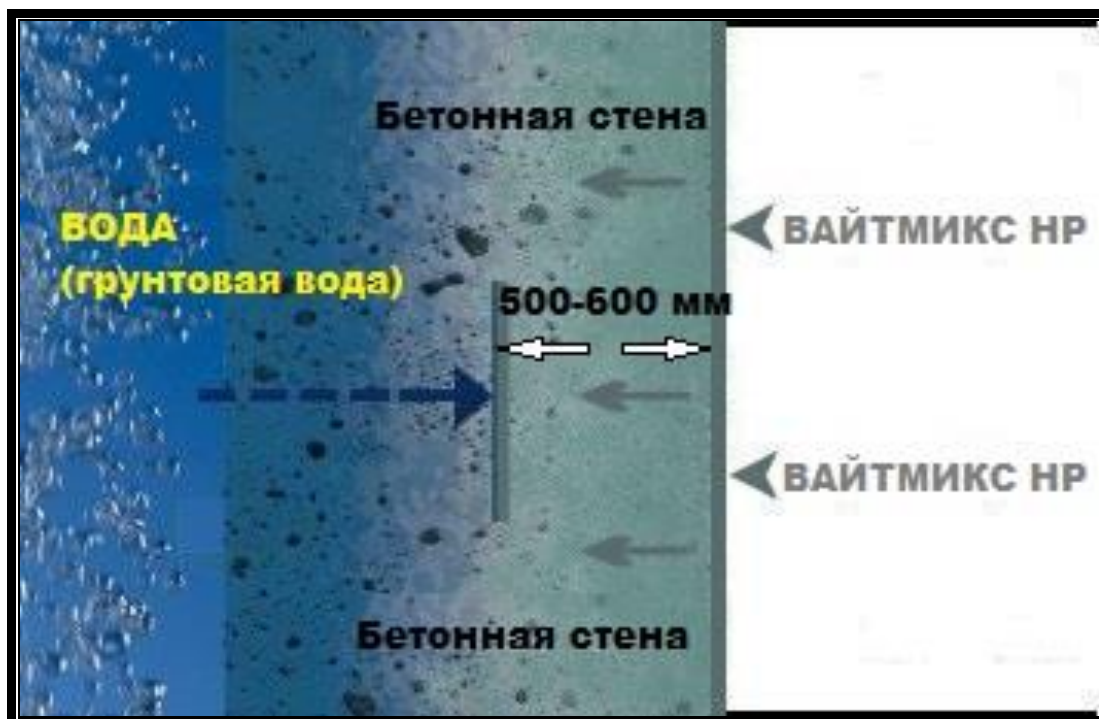 Бетонная стена
ВОДА
(грунтовая вода)
ВАЙТМИКС НР
500-600 мм
ВАЙТМИКС НР
Бетонная стена